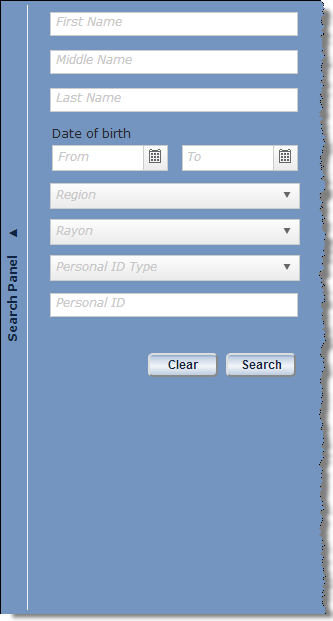 First Name
Middle Name
Last Name
Date of birth
From To
Region
Rayon
Personal ID Type
Personal ID
Clear Search
Search Panel